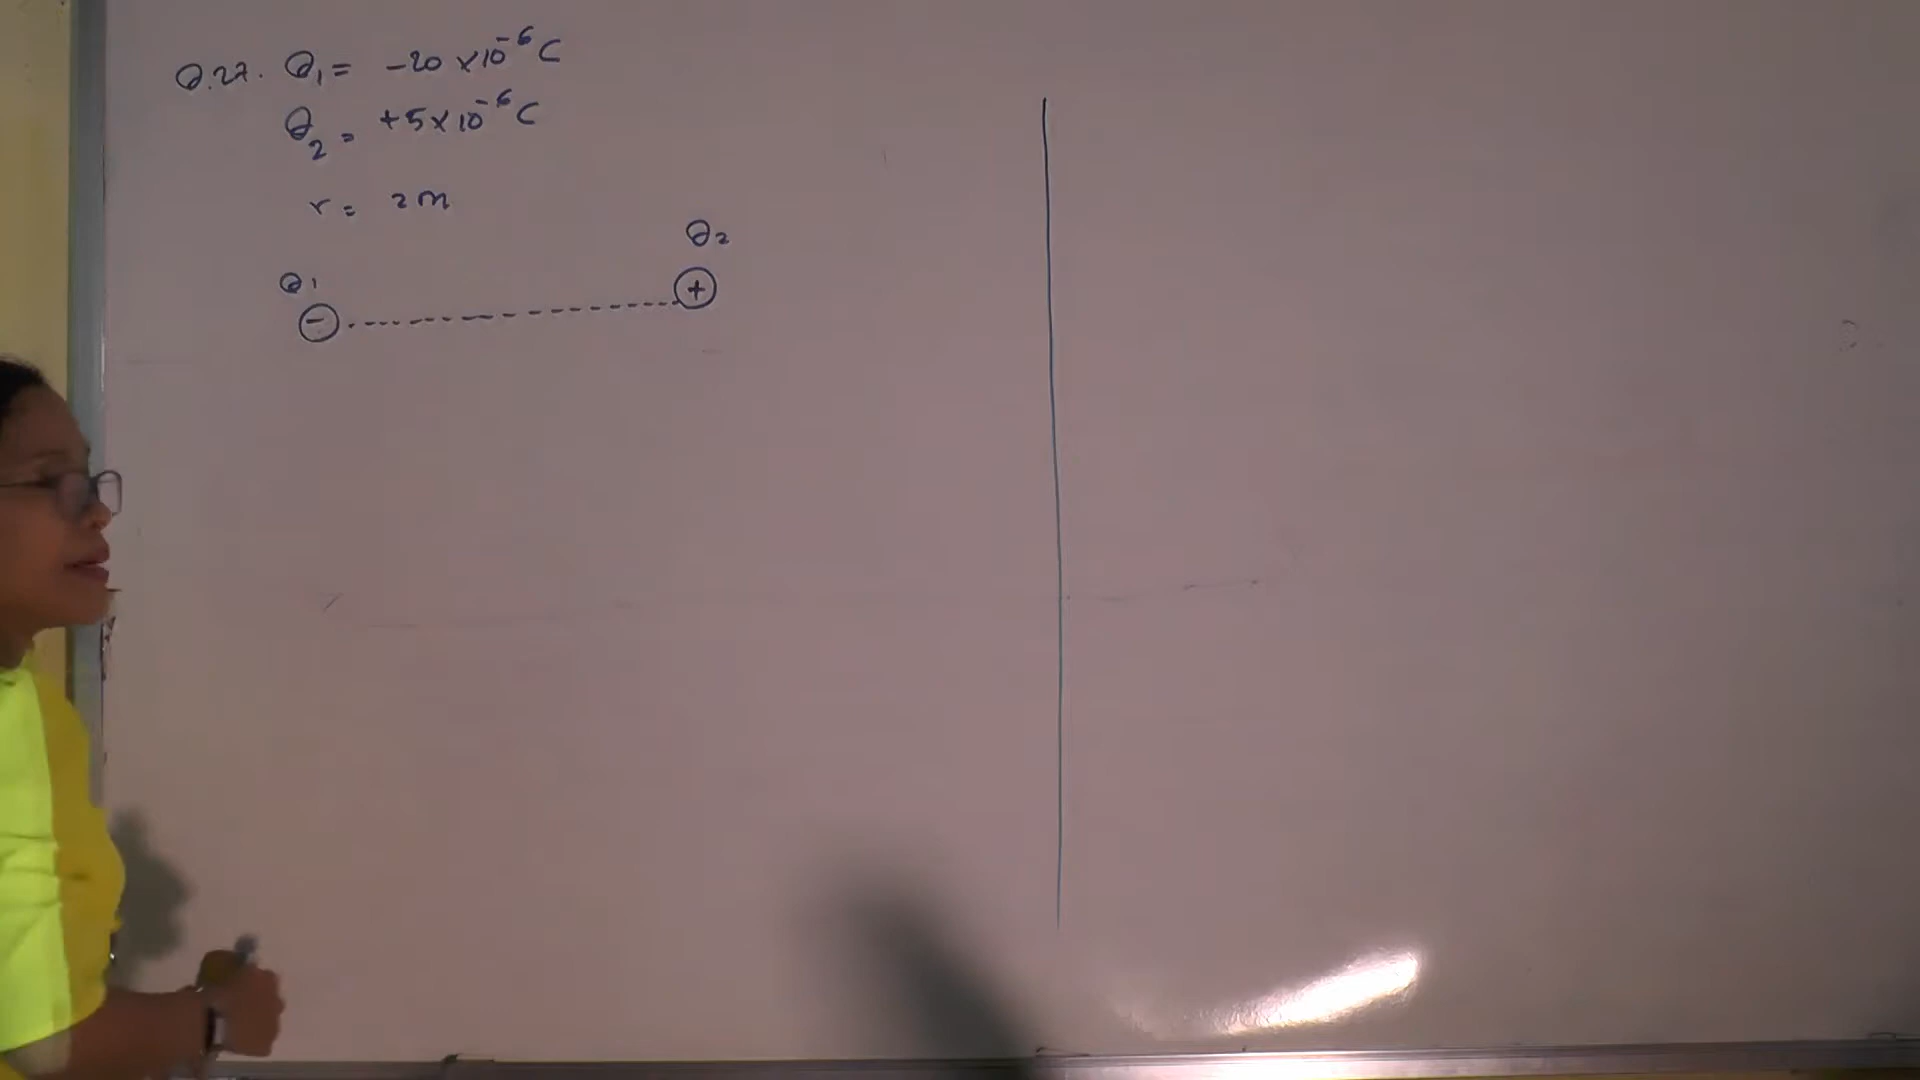 Q.27. Q₁ = -20 × 10⁻⁶ C
Q₂ = +5 × 10⁻⁶ C
r = 2m
Q₂
Q₁
+
-